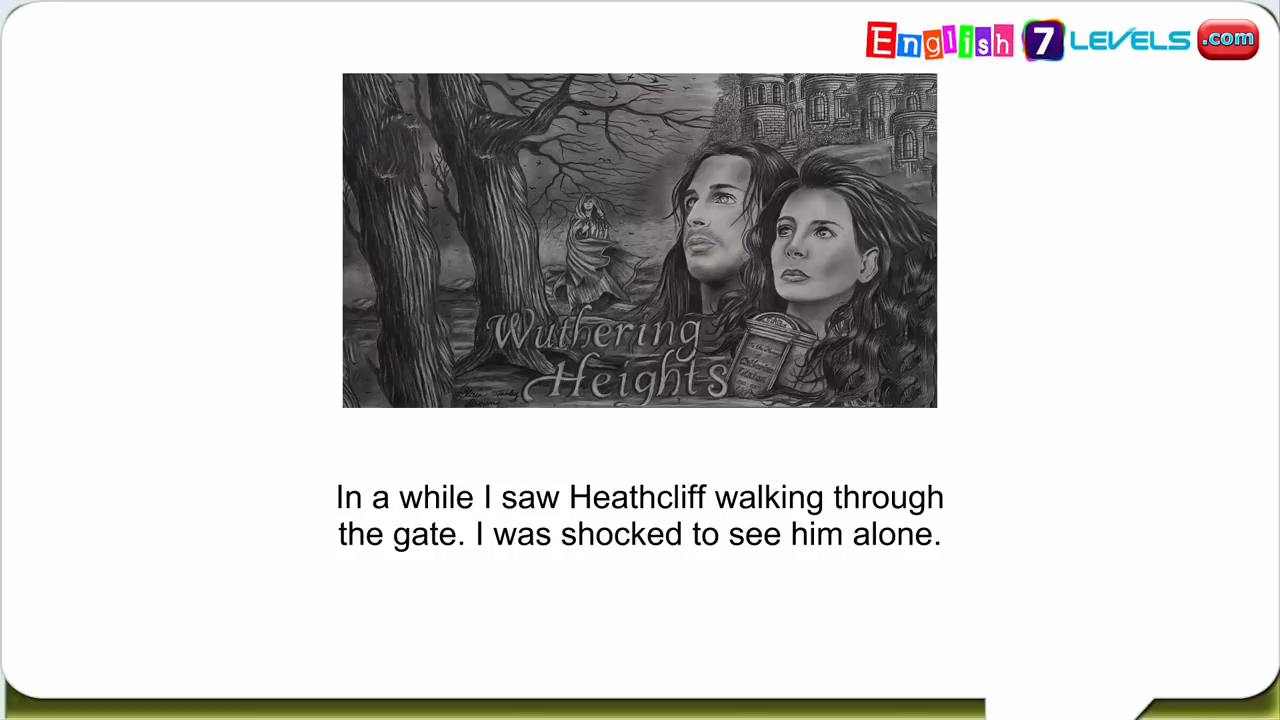 English 7 LEVELS .com
Wuthering
Heights
In a while I saw Heathcliff walking through
the gate. I was shocked to see him alone.